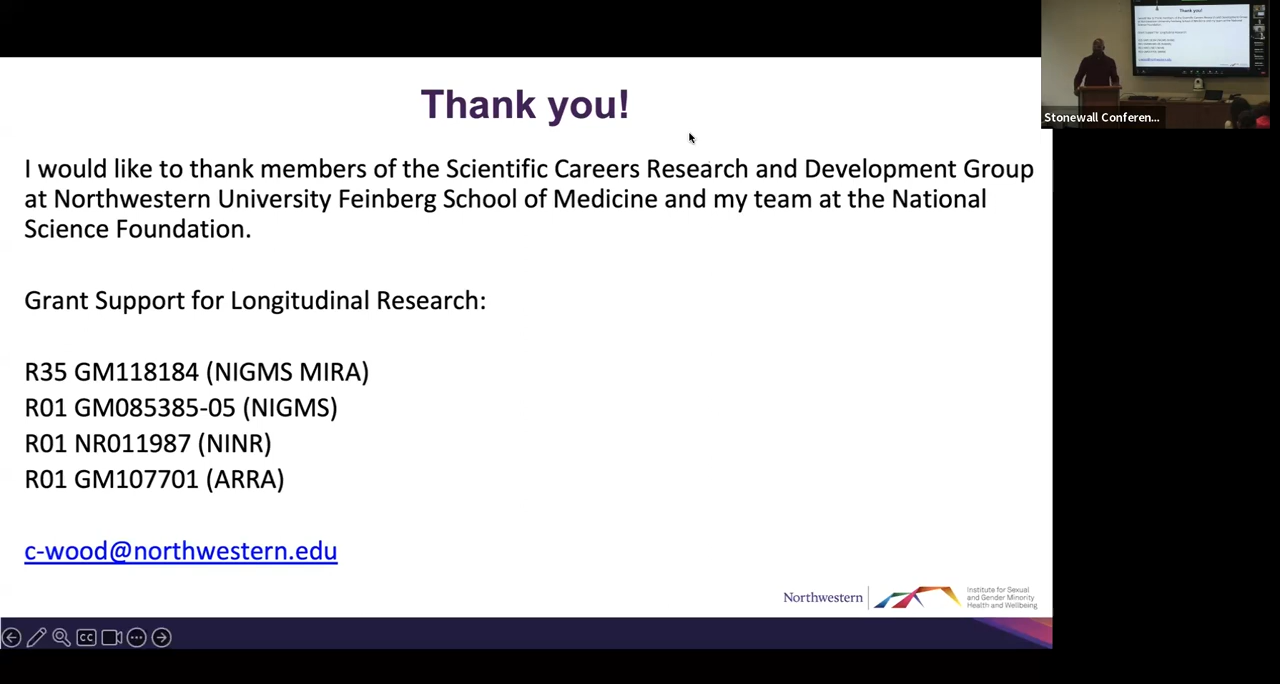 Thank you!
I would like to thank members of the Scientific Careers Research and Development Group
at Northwestern University Feinberg School of Medicine and my team at the National
Science Foundation.
Grant Support for Longitudinal Research:
R35 GM118184 (NIGMS MIRA)
R01 GM085385-05 (NIGMS)
R01 NR011987 (NINR)
R01 GM107701 (ARRA)
c-wood@northwestern.edu
Northwestern
Institute for Sexual
and Gender Minority
Health and Wellbeing
CC
Thank you!
Stonewall Conferen...